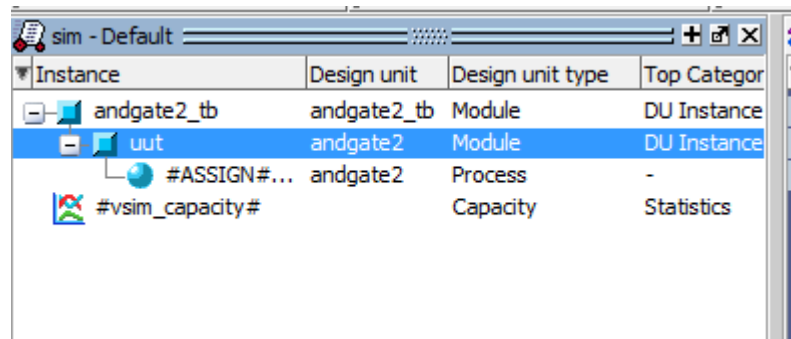 sim - Default
Instance Design unit Design unit type Top Categor
andgate2_tb andgate2_tb Module DU Instance
uut andgate2 Module DU Instance
#ASSIGN#... andgate2 Process -
#vsim_capacity# Capacity Statistics